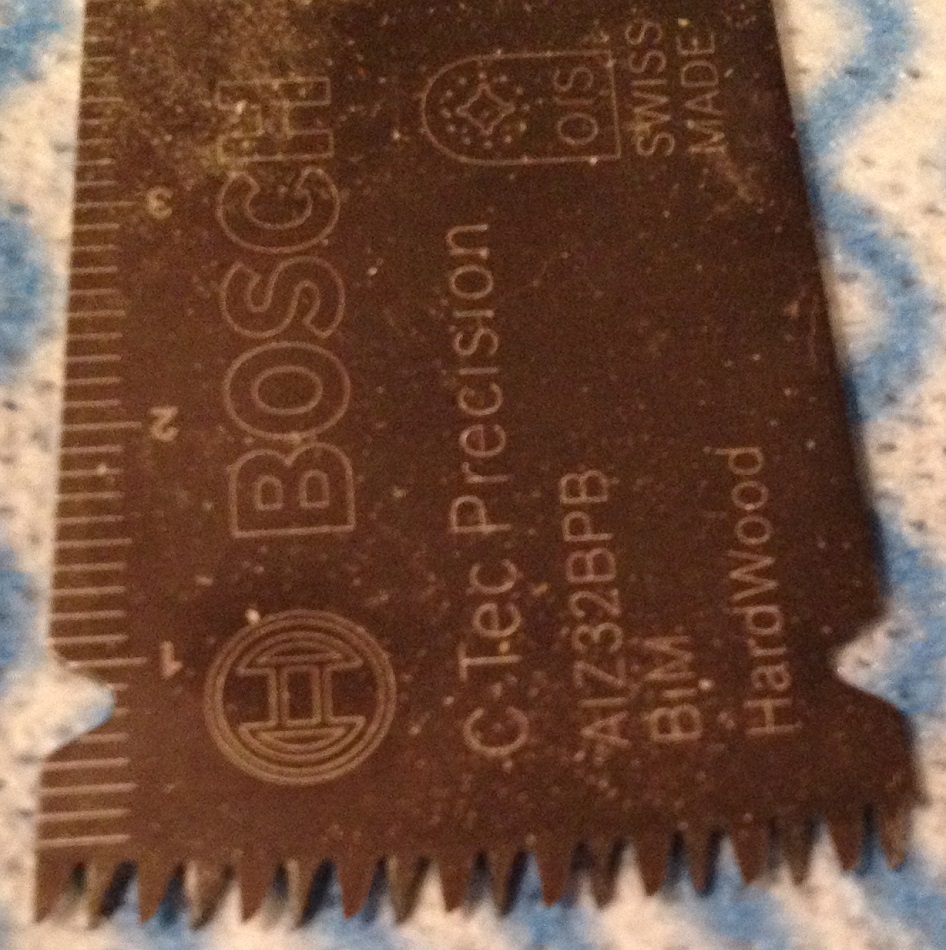 BOSCH
C-Tec Precision
AIZ32BPB
BiM
HardWood
OIS
SWISS
MADE
1
2
3